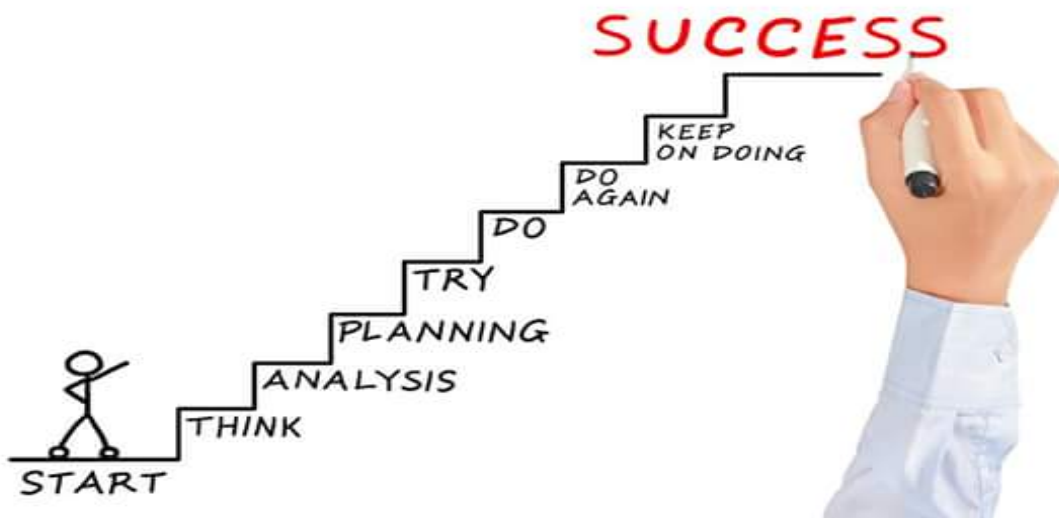 SUCCESS
KEEP
ON DOING
DO
AGAIN
DO
TRY
PLANNING
ANALYSIS
THINK
START